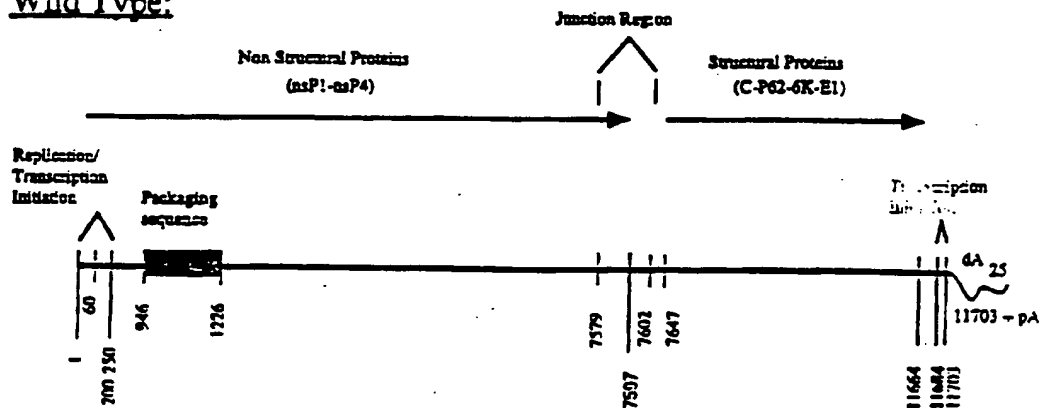 Wild Type:
Junction Region
Non Structural Proteins
(nsP1-nsP4)
Structural Proteins
(C-P62-6K-E1)
Replication/
Transcription
Initiation
Packaging
sequence
dA 25
11703 + pA
1
60
200
250
946
1226
7579
7507
7602
7647
11664
11684
11703